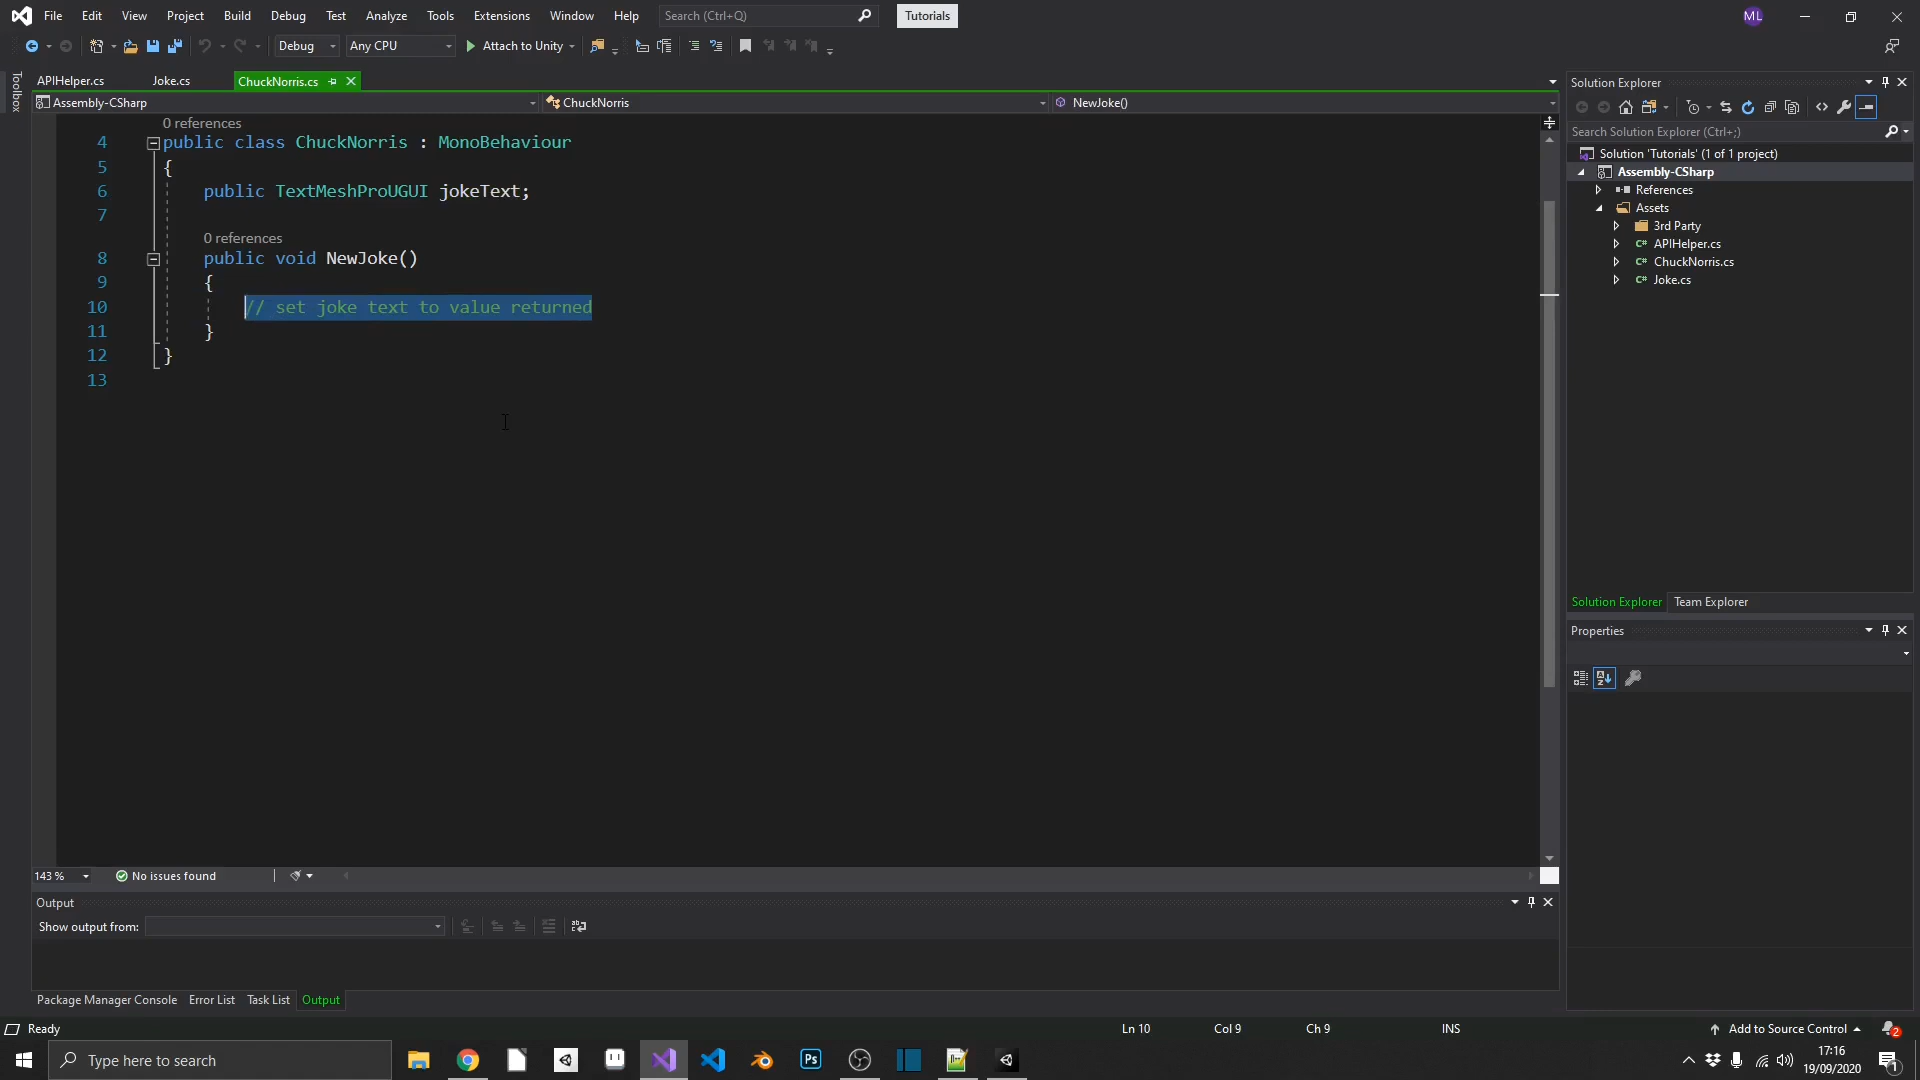 File Edit View Project Build Debug Test Analyze Tools Extensions Window Help Search (Ctrl+Q) Tutorials ML
Debug Any CPU Attach to Unity
Toolbox
APIHelper.cs Joke.cs ChuckNorris.cs
Assembly-CSharp ChuckNorris NewJoke()
0 references
4 public class ChuckNorris : MonoBehaviour
5 {
6 public TextMeshProUGUI jokeText;
7
0 references
8 public void NewJoke()
9 {
10 // set joke text to value returned
11 }
12 }
13
143 % No issues found
Output
Show output from:
Package Manager Console Error List Task List Output
Solution Explorer
Search Solution Explorer (Ctrl+;)
Solution 'Tutorials' (1 of 1 project)
Assembly-CSharp
References
Assets
3rd Party
C# APIHelper.cs
C# ChuckNorris.cs
C# Joke.cs
Solution Explorer Team Explorer
Properties
Ready Ln 10 Col 9 Ch 9 INS Add to Source Control 2
Type here to search Ps 17:16
19/09/2020 1